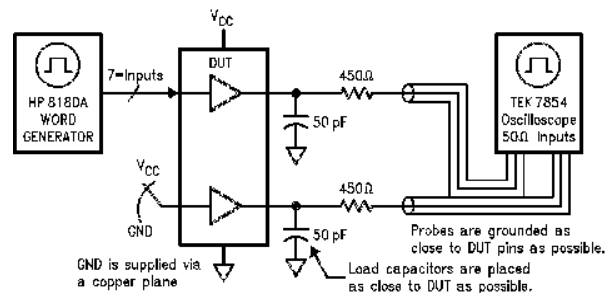 VCC
HP 818DA
WORD
GENERATOR
7=Inputs
DUT
450Ω
50 pF
TEK 7854
Oscilloscope
50Ω Inputs
VCC
GND
450Ω
50 pF
GND is supplied via
a copper plane
Probes are grounded as
close to DUT pins as possible.
Load capacitors are placed
as close to DUT as possible.